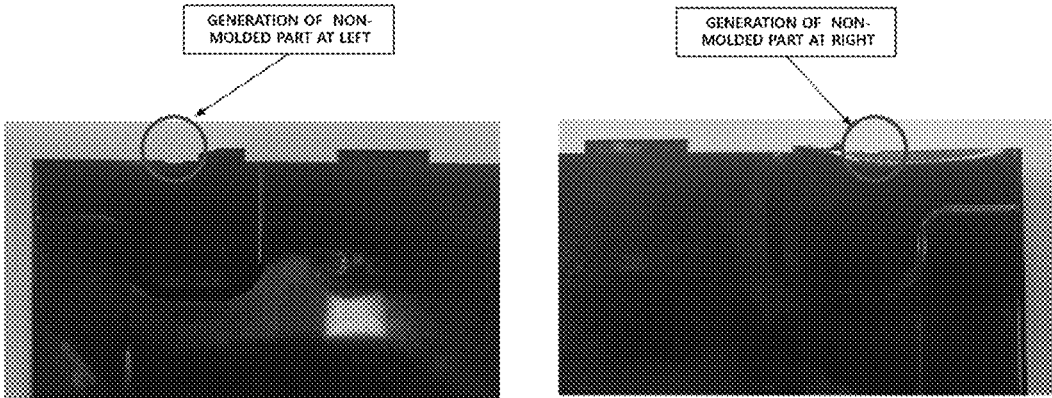 GENERATION OF NON-
MOLDED PART AT LEFT
GENERATION OF NON-
MOLDED PART AT RIGHT